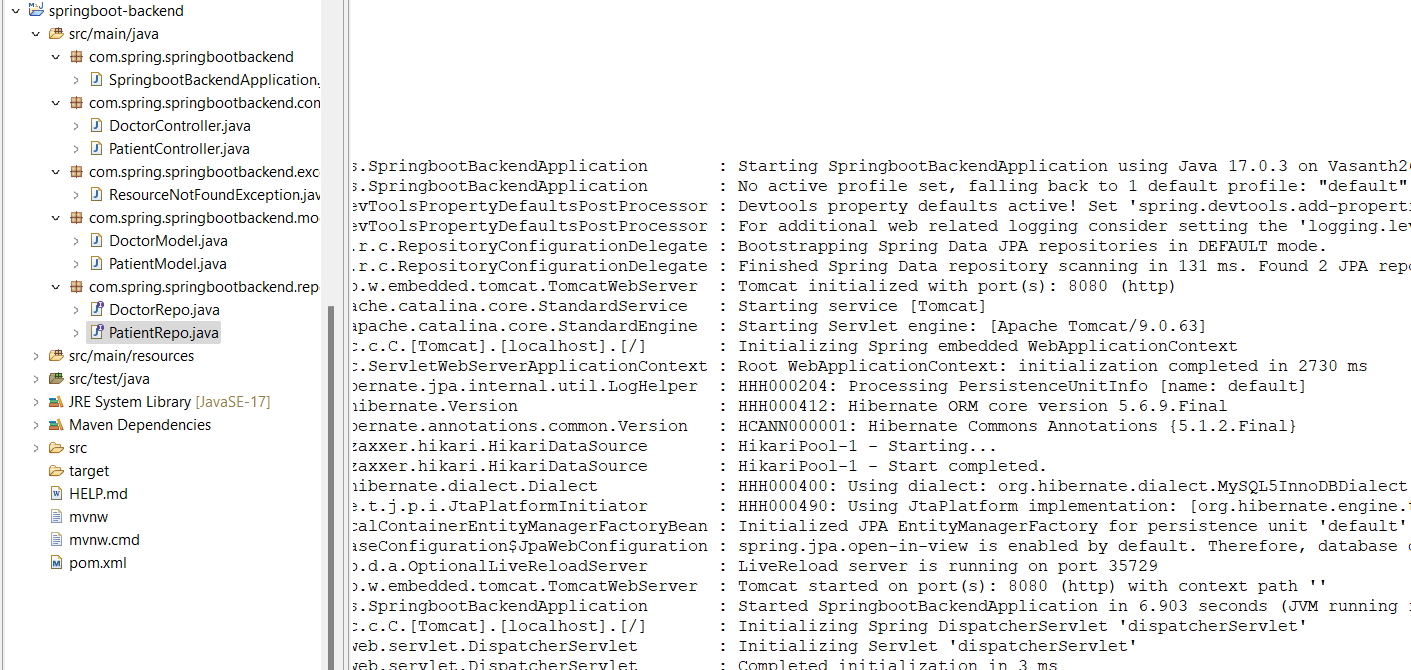 springboot-backend
src/main/java
com.spring.springbootbackend
SpringbootBackendApplication.
com.spring.springbootbackend.con
DoctorController.java
PatientController.java
com.spring.springbootbackend.exc
ResourceNotFoundException.jav
com.spring.springbootbackend.mo
DoctorModel.java
PatientModel.java
com.spring.springbootbackend.rep
DoctorRepo.java
PatientRepo.java
src/main/resources
src/test/java
JRE System Library [JavaSE-17]
Maven Dependencies
src
target
HELP.md
mvnw
mvnw.cmd
pom.xml
s.SpringbootBackendApplication : Starting SpringbootBackendApplication using Java 17.0.3 on Vasanth26
s.SpringbootBackendApplication : No active profile set, falling back to 1 default profile: "default"
evToolsPropertyDefaultsPostProcessor : Devtools property defaults active! Set 'spring.devtools.add-properti
evToolsPropertyDefaultsPostProcessor : For additional web related logging consider setting the 'logging.lev
.r.c.RepositoryConfigurationDelegate : Bootstrapping Spring Data JPA repositories in DEFAULT mode.
.r.c.RepositoryConfigurationDelegate : Finished Spring Data repository scanning in 131 ms. Found 2 JPA repo
o.w.embedded.tomcat.TomcatWebServer : Tomcat initialized with port(s): 8080 (http)
ache.catalina.core.StandardService : Starting service [Tomcat]
apache.catalina.core.StandardEngine : Starting Servlet engine: [Apache Tomcat/9.0.63]
c.c.C.[Tomcat].[localhost].[/] : Initializing Spring embedded WebApplicationContext
c.ServletWebServerApplicationContext : Root WebApplicationContext: initialization completed in 2730 ms
bernate.jpa.internal.util.LogHelper : HHH000204: Processing PersistenceUnitInfo [name: default]
hibernate.Version : HHH000412: Hibernate ORM core version 5.6.9.Final
bernate.annotations.common.Version : HCANN000001: Hibernate Commons Annotations {5.1.2.Final}
zaxxer.hikari.HikariDataSource : HikariPool-1 - Starting...
zaxxer.hikari.HikariDataSource : HikariPool-1 - Start completed.
hibernate.dialect.Dialect : HHH000400: Using dialect: org.hibernate.dialect.MySQL5InnoDBDialect
e.t.j.p.i.JtaPlatformInitiator : HHH000490: Using JtaPlatform implementation: [org.hibernate.engine.t
calContainerEntityManagerFactoryBean : Initialized JPA EntityManagerFactory for persistence unit 'default'
aseConfiguration$JpaWebConfiguration : spring.jpa.open-in-view is enabled by default. Therefore, database
o.d.a.OptionalLiveReloadServer : LiveReload server is running on port 35729
o.w.embedded.tomcat.TomcatWebServer : Tomcat started on port(s): 8080 (http) with context path ''
s.SpringbootBackendApplication : Started SpringbootBackendApplication in 6.903 seconds (JVM running
c.c.C.[Tomcat].[localhost].[/] : Initializing Spring DispatcherServlet 'dispatcherServlet'
web.servlet.DispatcherServlet : Initializing Servlet 'dispatcherServlet'
web.servlet.DispatcherServlet : Completed initialization in 3 ms